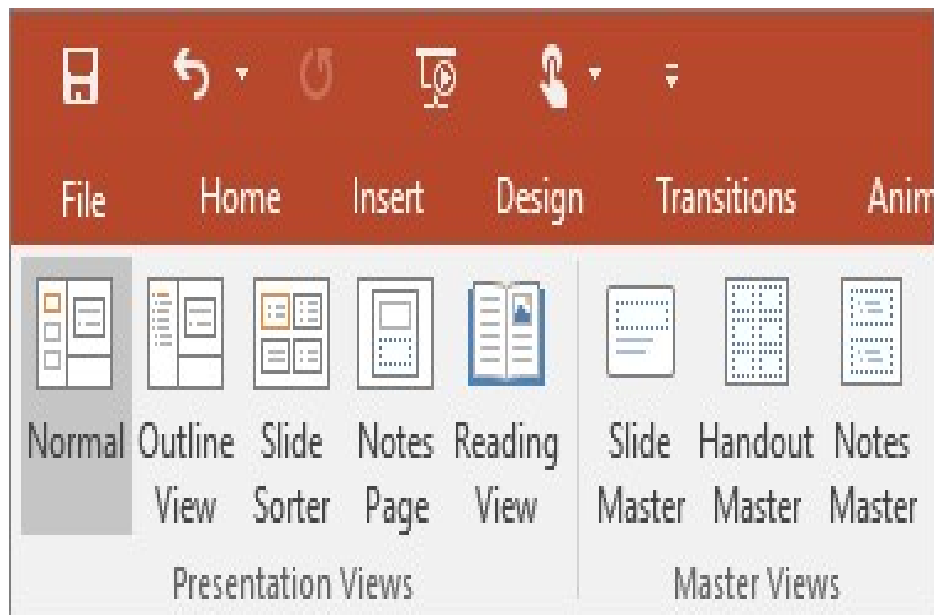 File Home Insert Design Transitions Anim
Normal Outline Slide Notes Reading Slide Handout Notes
View Sorter Page View Master Master Master
Presentation Views Master Views